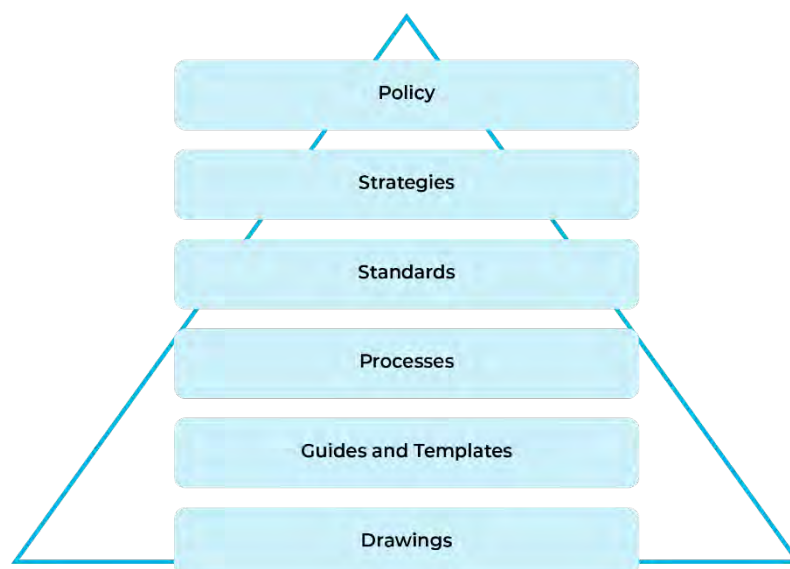 Policy
Strategies
Standards
Processes
Guides and Templates
Drawings